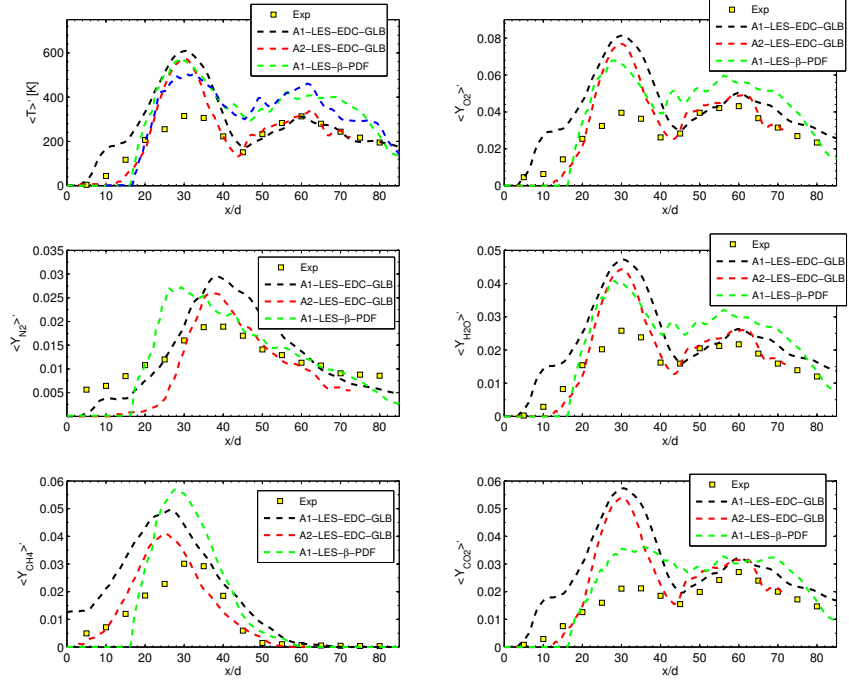 Exp
A1−LES−EDC−GLB
A2−LES−EDC−GLB
A1−LES−β−PDF
<T>' [K]
600
400
200
0
0 10 20 30 40 50 60 70 80
x/d
Exp
A1−LES−EDC−GLB
A2−LES−EDC−GLB
A1−LES−β−PDF
<Y_O2>'
0.08
0.06
0.04
0.02
0
0 10 20 30 40 50 60 70 80
x/d
Exp
A1−LES−EDC−GLB
A2−LES−EDC−GLB
A1−LES−β−PDF
<Y_N2>'
0.035
0.03
0.025
0.02
0.015
0.01
0.005
0 10 20 30 40 50 60 70 80
x/d
Exp
A1−LES−EDC−GLB
A2−LES−EDC−GLB
A1−LES−β−PDF
<Y_H2O>'
0.05
0.04
0.03
0.02
0.01
0
0 10 20 30 40 50 60 70 80
x/d
Exp
A1−LES−EDC−GLB
A2−LES−EDC−GLB
A1−LES−β−PDF
<Y_CH4>'
0.06
0.05
0.04
0.03
0.02
0.01
0
0 10 20 30 40 50 60 70 80
x/d
Exp
A1−LES−EDC−GLB
A2−LES−EDC−GLB
A1−LES−β−PDF
<Y_CO2>'
0.06
0.05
0.04
0.03
0.02
0.01
0
0 10 20 30 40 50 60 70 80
x/d